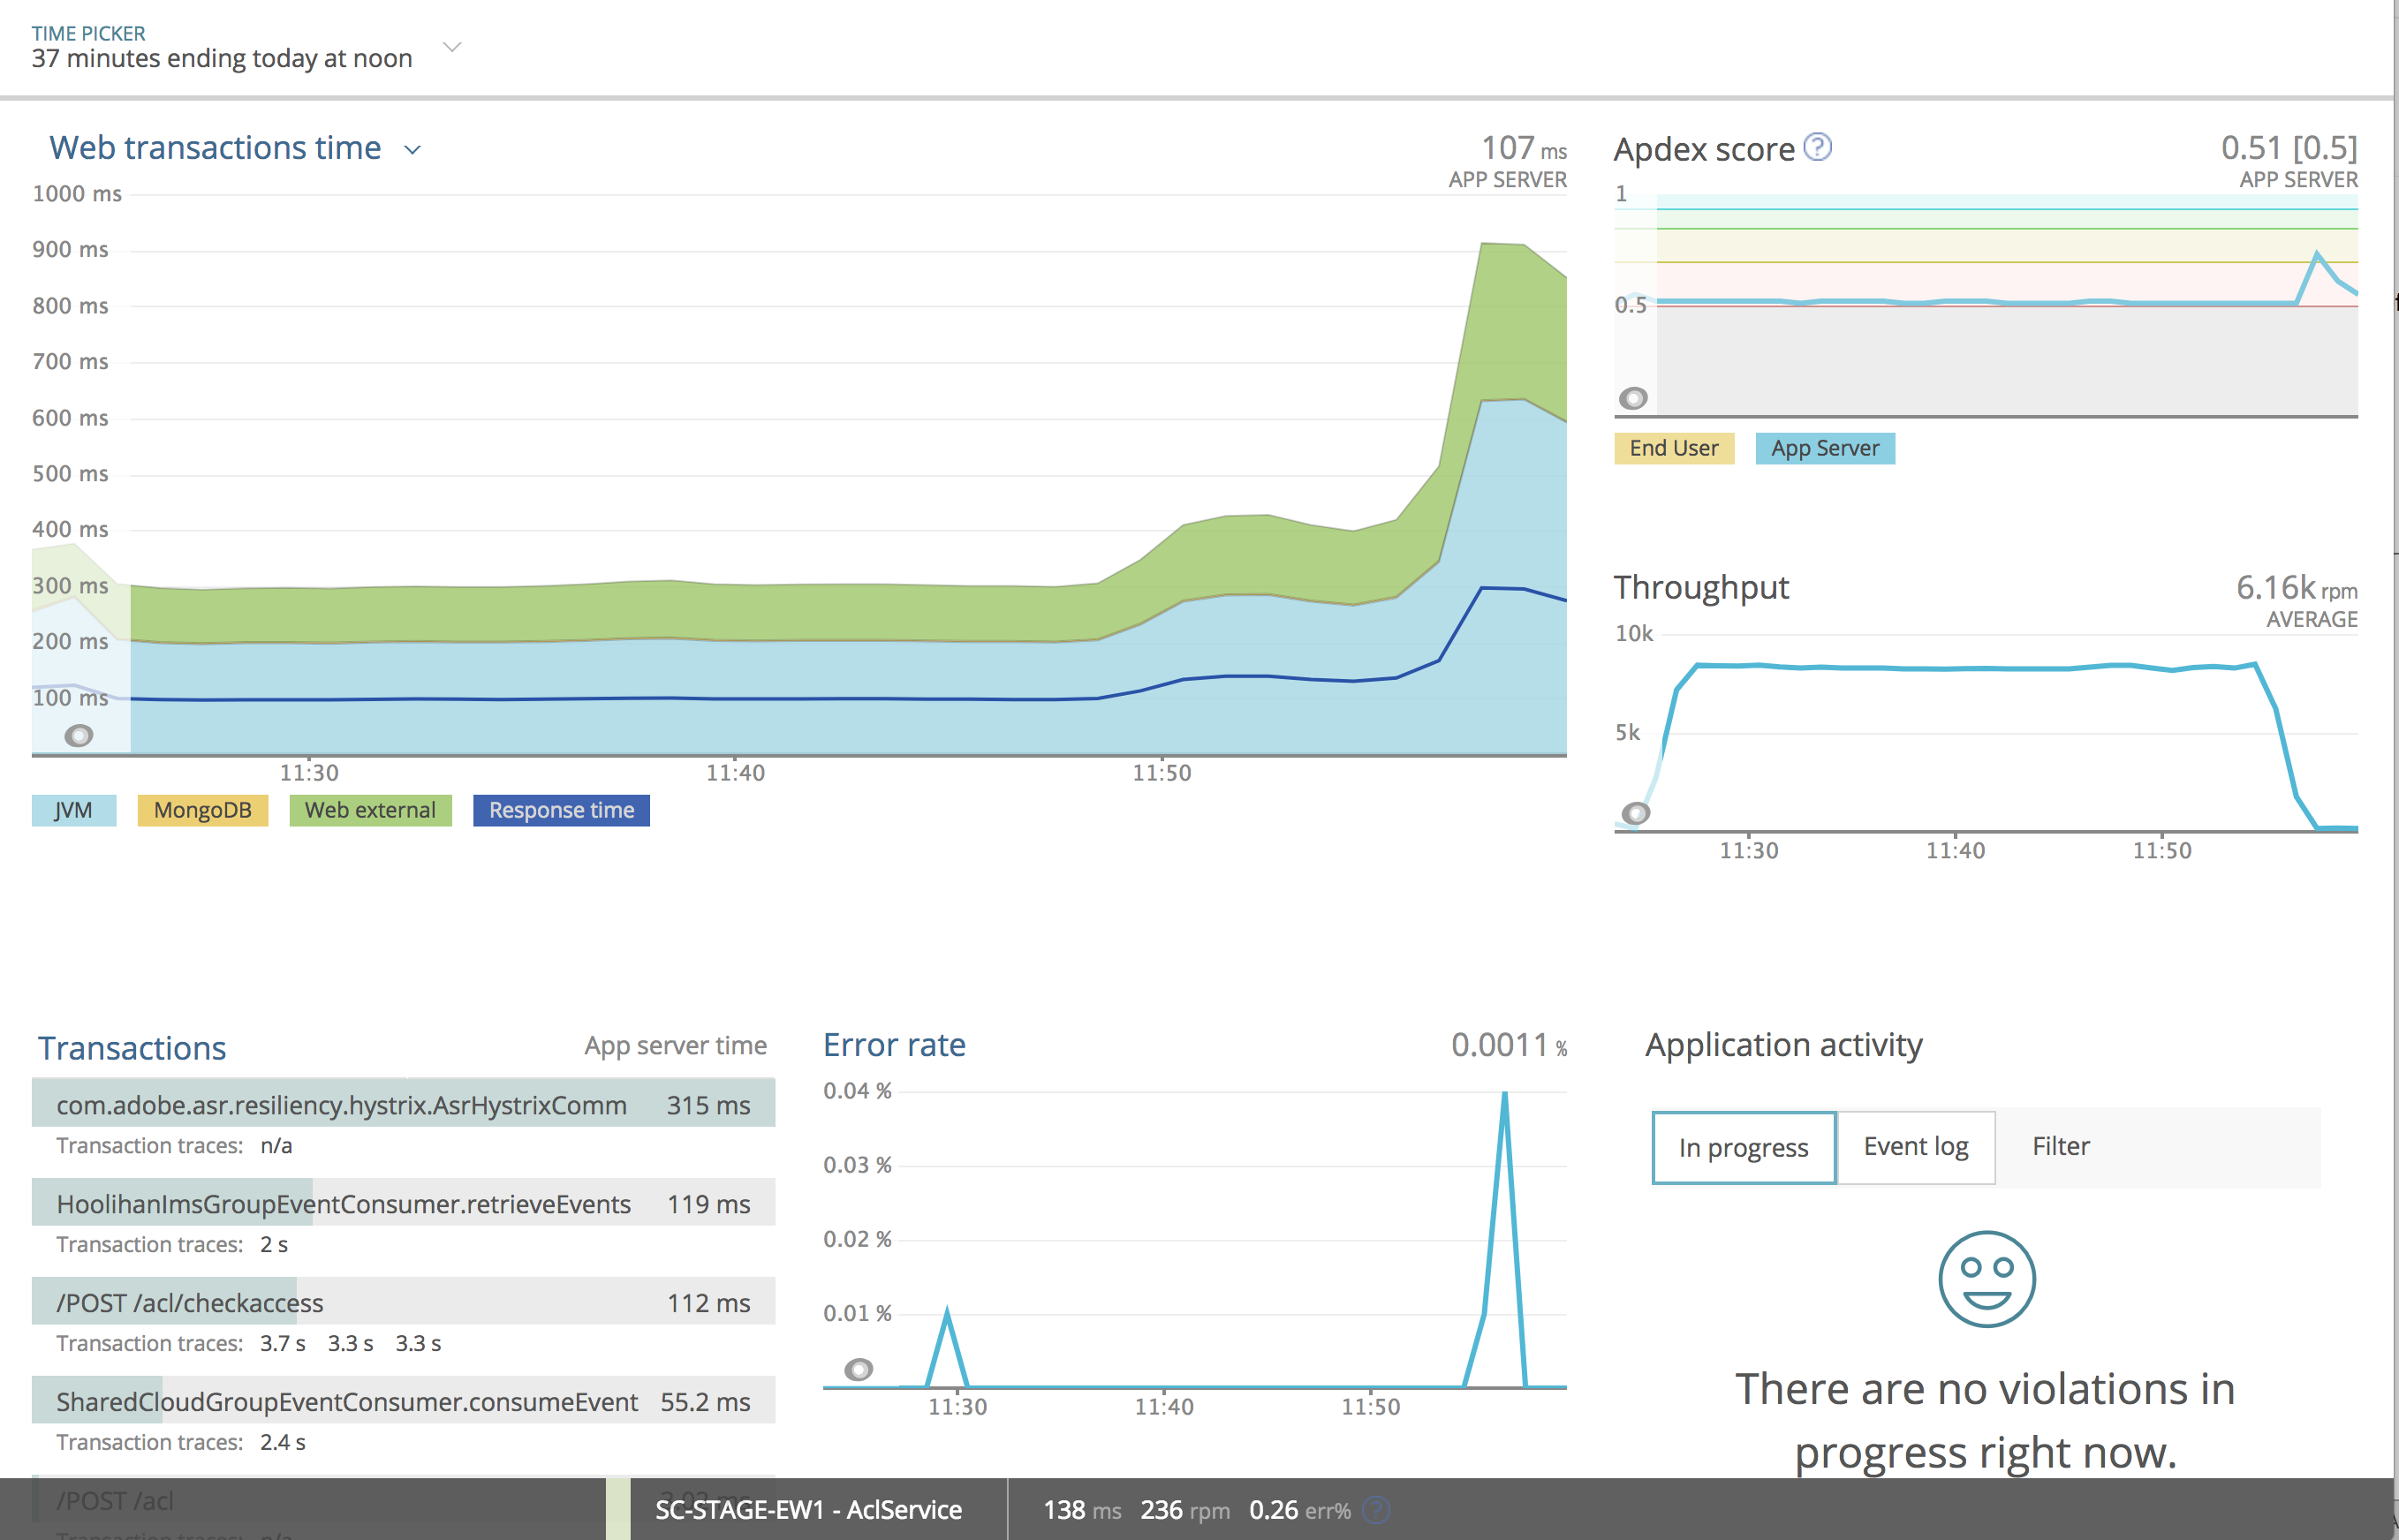 TIME PICKER
37 minutes ending today at noon
Web transactions time
107 ms
APP SERVER
1000 ms
900 ms
800 ms
700 ms
600 ms
500 ms
400 ms
300 ms
200 ms
100 ms
11:30 11:40 11:50
JVM MongoDB Web external Response time
Apdex score ?
0.51 [0.5]
APP SERVER
1
0.5
End User App Server
Throughput
6.16k rpm
AVERAGE
10k
5k
11:30 11:40 11:50
Transactions App server time
com.adobe.asr.resiliency.hystrix.AsrHystrixComm 315 ms
Transaction traces: n/a
HoolihanImsGroupEventConsumer.retrieveEvents 119 ms
Transaction traces: 2 s
/POST /acl/checkaccess 112 ms
Transaction traces: 3.7 s 3.3 s 3.3 s
SharedCloudGroupEventConsumer.consumeEvent 55.2 ms
Transaction traces: 2.4 s
/POST /acl
Error rate
0.0011 %
0.04 %
0.03 %
0.02 %
0.01 %
11:30 11:40 11:50
Application activity
In progress Event log Filter
There are no violations in
progress right now.
SC-STAGE-EW1 - AclService 138 ms 236 rpm 0.26 err% ?